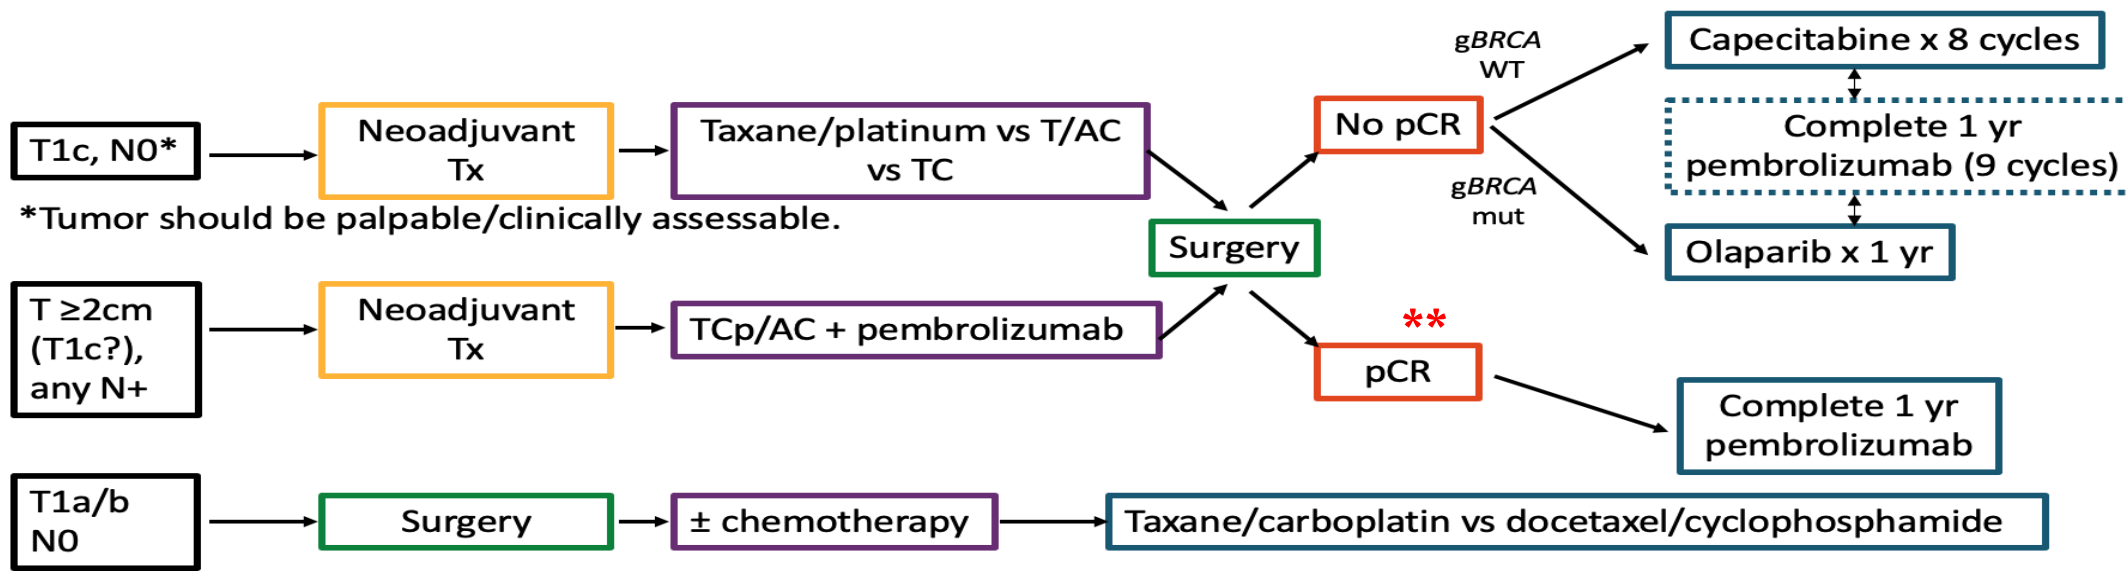 T1c, N0*
Neoadjuvant
Tx
Taxane/platinum vs T/AC
vs TC
*Tumor should be palpable/clinically assessable.
T ≥2cm
(T1c?),
any N+
Neoadjuvant
Tx
TCp/AC + pembrolizumab
Surgery
No pCR
gBRCA
WT
gBRCA
mut
Capecitabine x 8 cycles
Complete 1 yr
pembrolizumab (9 cycles)
Olaparib x 1 yr
**
pCR
Complete 1 yr
pembrolizumab
T1a/b
N0
Surgery
± chemotherapy
Taxane/carboplatin vs docetaxel/cyclophosphamide